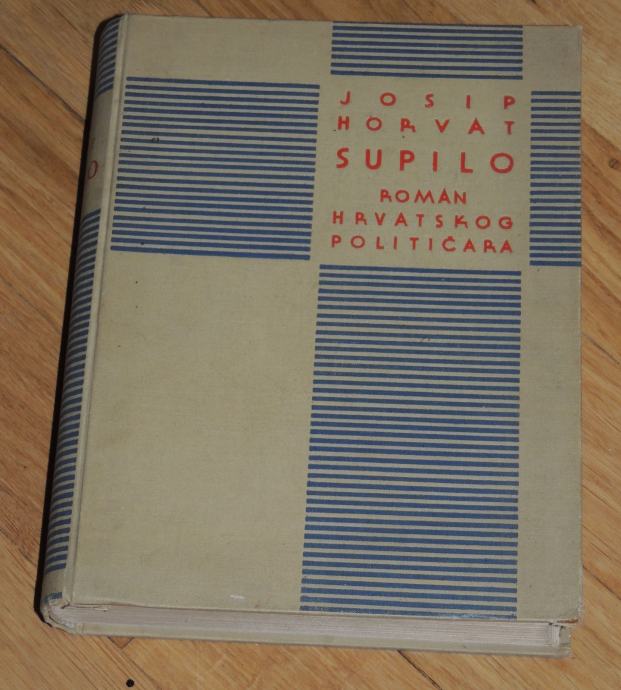 JOSIP
HORVAT
SUPILO
ROMAN
HRVATSKOG
POLITIČARA